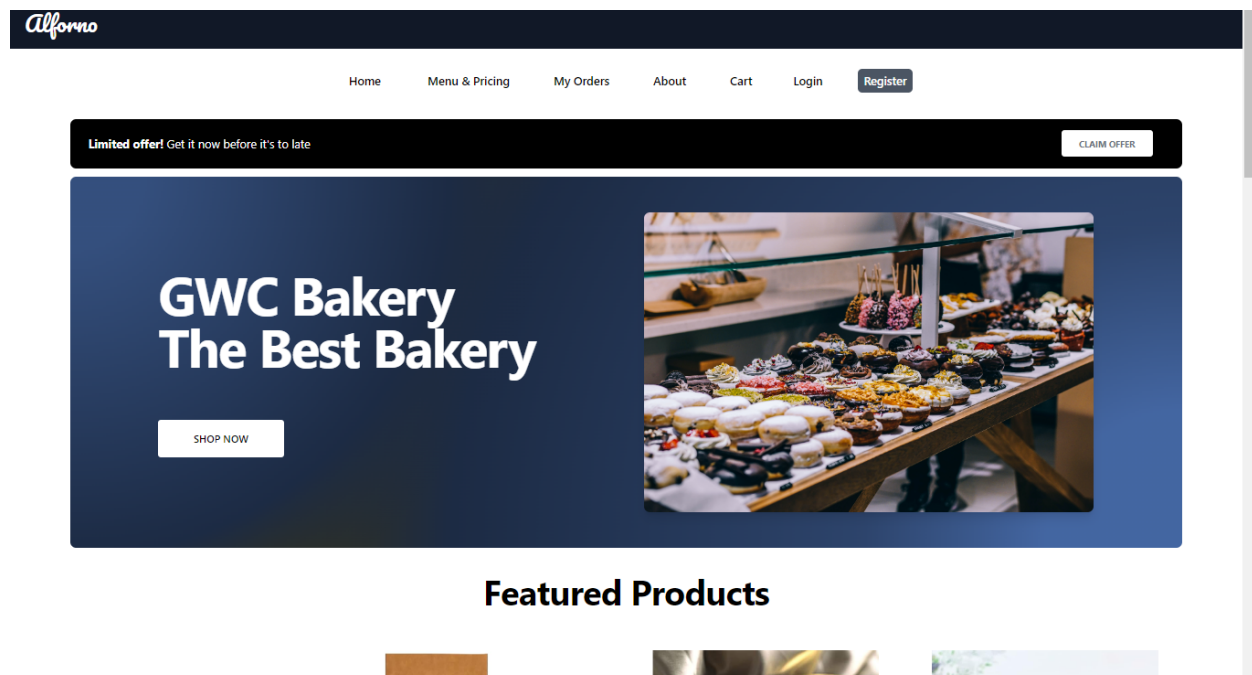 Alforno
Home Menu & Pricing My Orders About Cart Login Register
Limited offer! Get it now before it's to late CLAIM OFFER
GWC Bakery
The Best Bakery
SHOP NOW
Featured Products